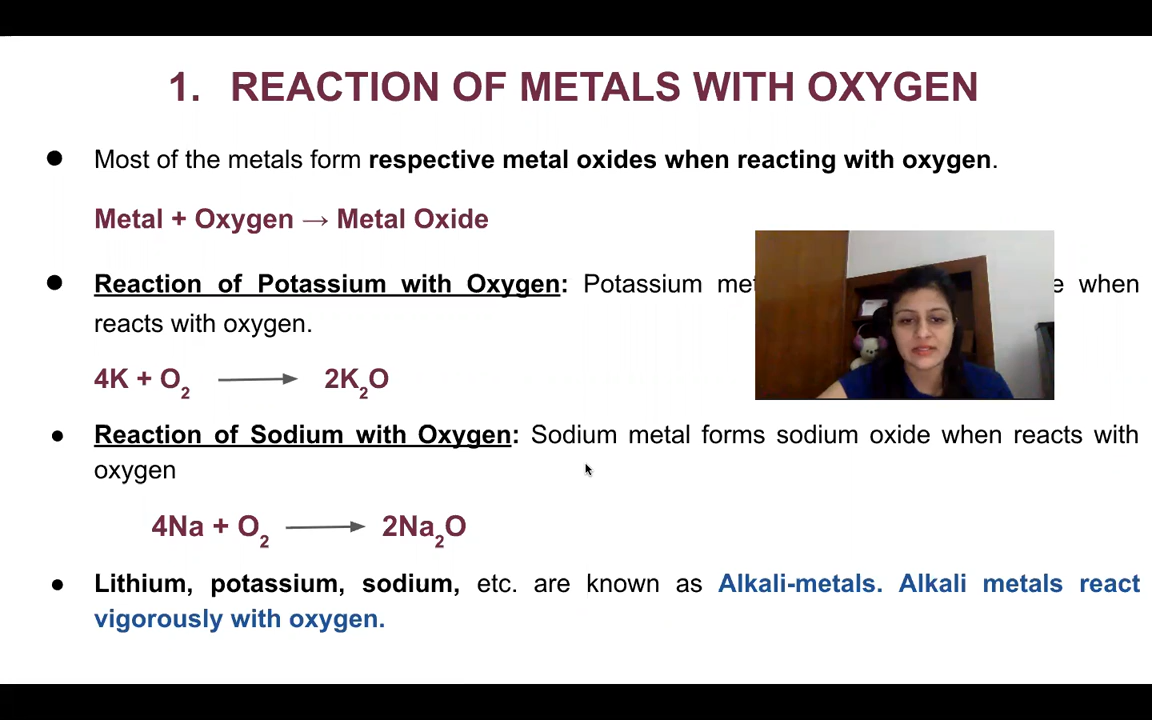 1. REACTION OF METALS WITH OXYGEN
● Most of the metals form respective metal oxides when reacting with oxygen.
Metal + Oxygen → Metal Oxide
● Reaction of Potassium with Oxygen: Potassium when
reacts with oxygen.
4K + O₂ → 2K₂O
● Reaction of Sodium with Oxygen: Sodium metal forms sodium oxide when reacts with
oxygen
4Na + O₂ → 2Na₂O
● Lithium, potassium, sodium, etc. are known as Alkali-metals. Alkali metals react
vigorously with oxygen.